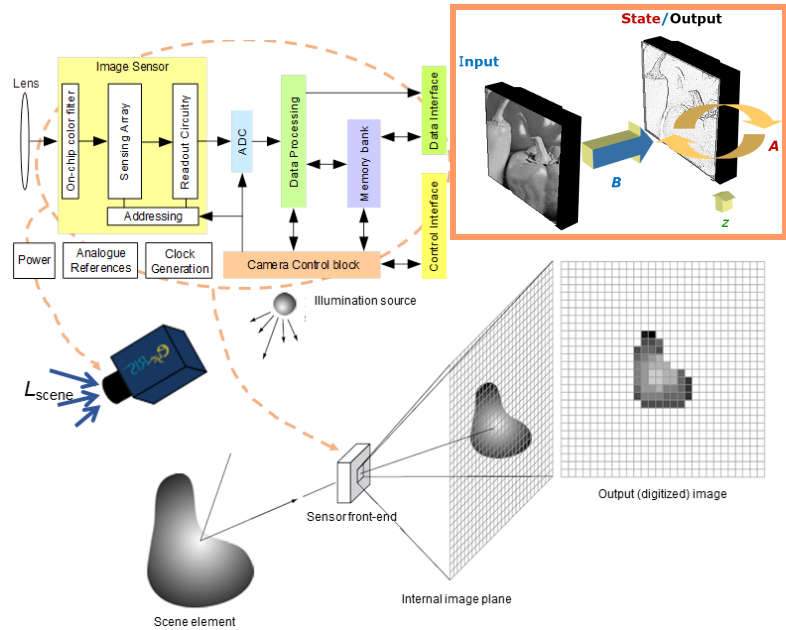 Image Sensor
Lens
On-chip color filter
Sensing Array
Readout Circuitry
Addressing
ADC
Data Processing
Memory bank
Data Interface
Control Interface
Camera Control block
Power
Analogue
References
Clock
Generation
State/Output
Input
B
A
z
Illumination source
Lscene
Sensor front-end
Scene element
Internal image plane
Output (digitized) image